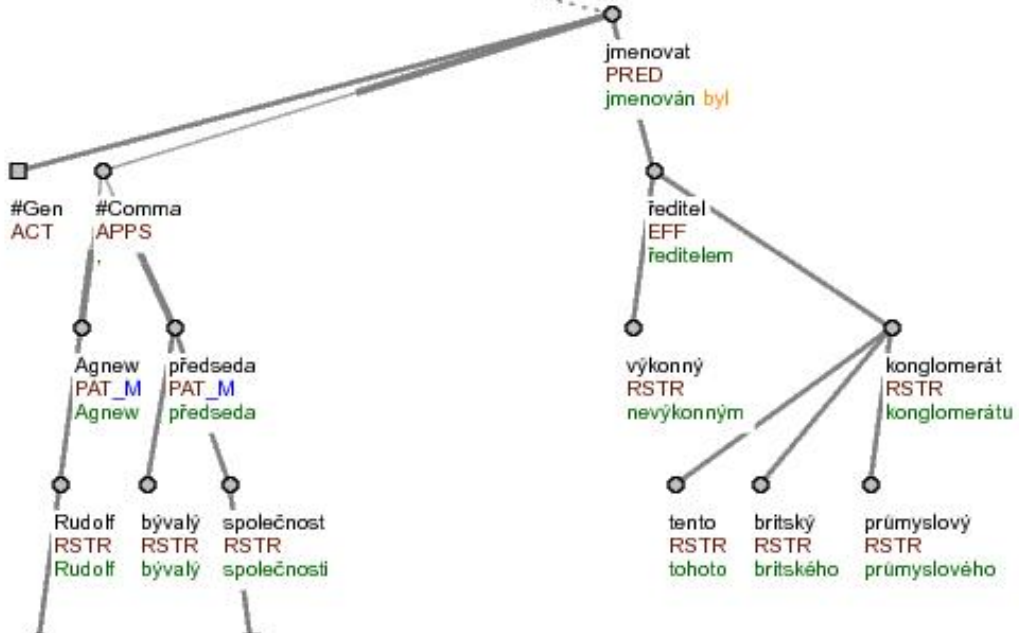 jmenovat
PRED
jmenován byl
#Gen
ACT
#Comma
APPS
,
ředitel
EFF
ředitelem
Agnew
PAT_M
Agnew
předseda
PAT_M
předseda
výkonný
RSTR
nevýkonným
konglomerát
RSTR
konglomerátu
Rudolf
RSTR
Rudolf
bývalý
RSTR
bývalý
společnost
RSTR
společnosti
tento
RSTR
tohoto
britský
RSTR
britského
průmyslový
RSTR
průmyslového